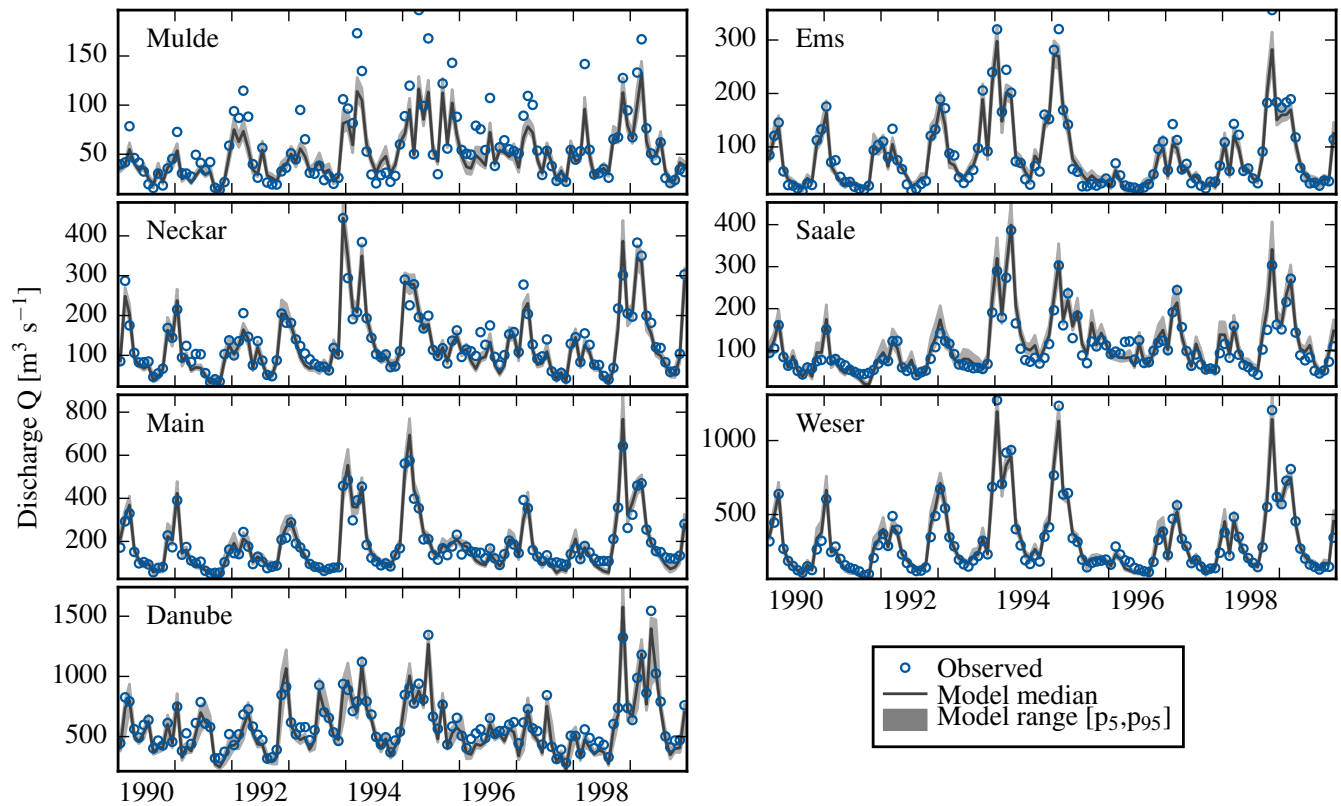 Mulde
150
100
50
Ems
300
200
100
Neckar
400
300
200
100
Saale
400
300
200
100
Main
800
600
400
200
Weser
1000
500
1990 1992 1994 1996 1998
Danube
1500
1000
500
1990 1992 1994 1996 1998
Discharge Q [m³ s⁻¹]
Observed
Model median
Model range [p₅,p₉₅]